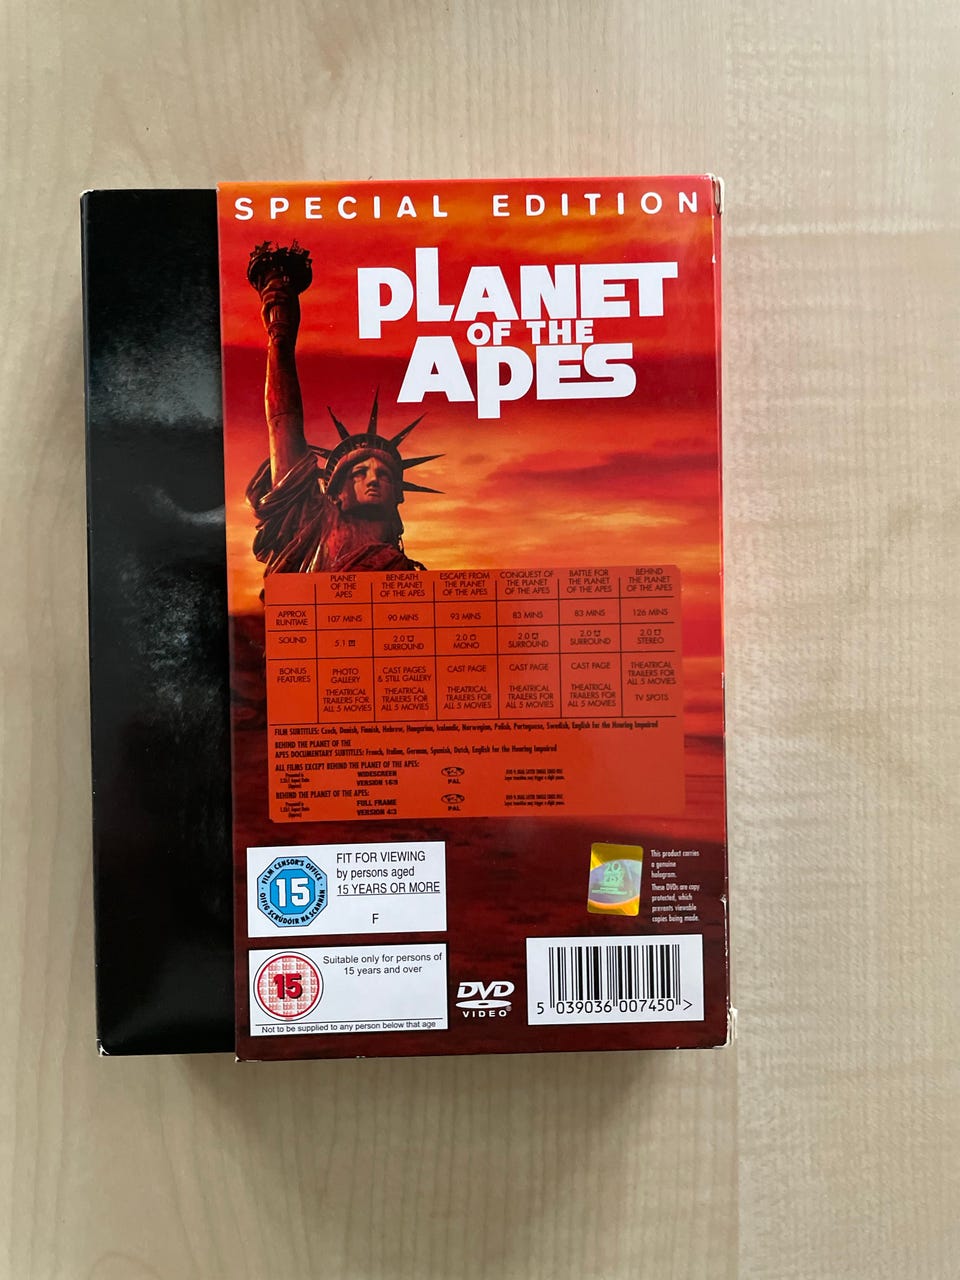 SPECIAL EDITION
PLANET
OF THE
APES
PLANET OF THE APES
BENEATH THE PLANET OF THE APES
ESCAPE FROM THE PLANET OF THE APES
CONQUEST OF THE PLANET OF THE APES
BATTLE FOR THE PLANET OF THE APES
BEHIND THE PLANET OF THE APES
APPROX RUNTIME 107 MINS 90 MINS 93 MINS 83 MINS 83 MINS 126 MINS
SOUND 5.1 2.0 SURROUND 2.0 MONO 2.0 SURROUND 2.0 SURROUND 2.0 STEREO
BONUS FEATURES
PHOTO GALLERY
THEATRICAL TRAILERS FOR ALL 5 MOVIES
CAST PAGES & STILL GALLERY
THEATRICAL TRAILERS FOR ALL 5 MOVIES
CAST PAGE
THEATRICAL TRAILERS FOR ALL 5 MOVIES
CAST PAGE
THEATRICAL TRAILERS FOR ALL 5 MOVIES
CAST PAGE
THEATRICAL TRAILERS FOR ALL 5 MOVIES
THEATRICAL TRAILERS FOR ALL 5 MOVIES
TV SPOTS
FILM SUBTITLES: Czech, Danish, Finnish, Hebrew, Hungarian, Icelandic, Norwegian, Polish, Portuguese, Swedish, English for the Hearing Impaired
BEHIND THE PLANET OF THE
APES DOCUMENTARY SUBTITLES: French, Italian, German, Spanish, Dutch, English for the Hearing Impaired
ALL FILMS EXCEPT BEHIND THE PLANET OF THE APES:
WIDESCREEN
VERSION 16:9
PAL
BEHIND THE PLANET OF THE APES:
FULL FRAME
VERSION 4:3
PAL
FILM CENSOR'S OFFICE
15
OIFIG SCRÚDÓIR NA SCANNÁN
FIT FOR VIEWING
by persons aged
15 YEARS OR MORE
F
This product carries
a genuine
hologram.
These DVDs are copy
protected, which
prevents viewable
copies being made.
15
Suitable only for persons of
15 years and over
Not to be supplied to any person below that age
DVD
VIDEO
5 039036 007450 >